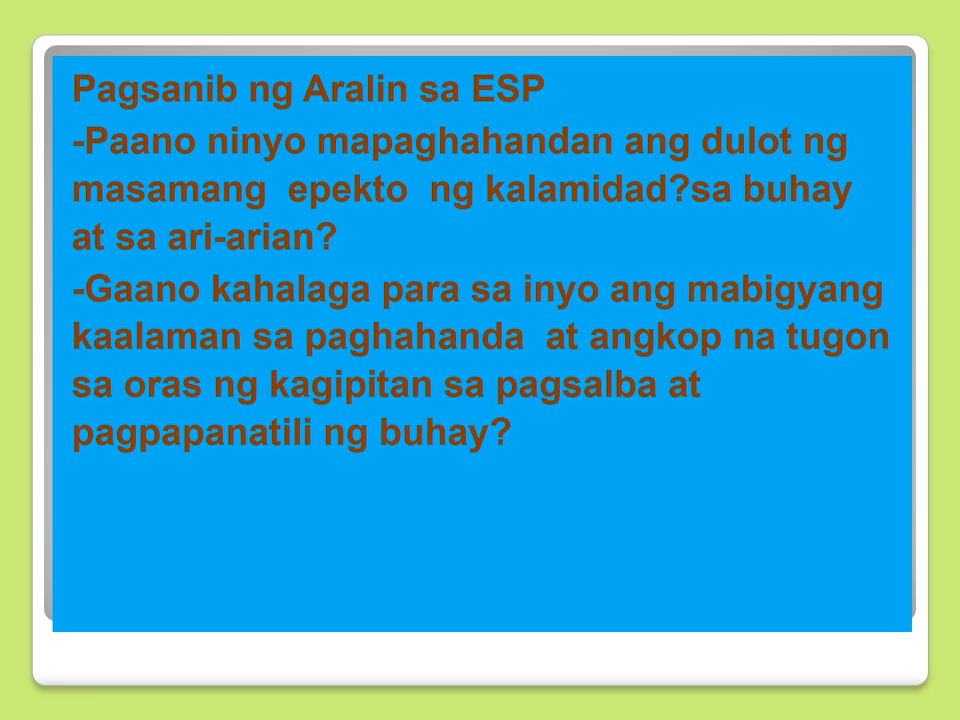 Pagsanib ng Aralin sa ESP
-Paano ninyo mapaghahandan ang dulot ng
masamang epekto ng kalamidad?sa buhay
at sa ari-arian?
-Gaano kahalaga para sa inyo ang mabigyang
kaalaman sa paghahanda at angkop na tugon
sa oras ng kagipitan sa pagsalba at
pagpapanatili ng buhay?